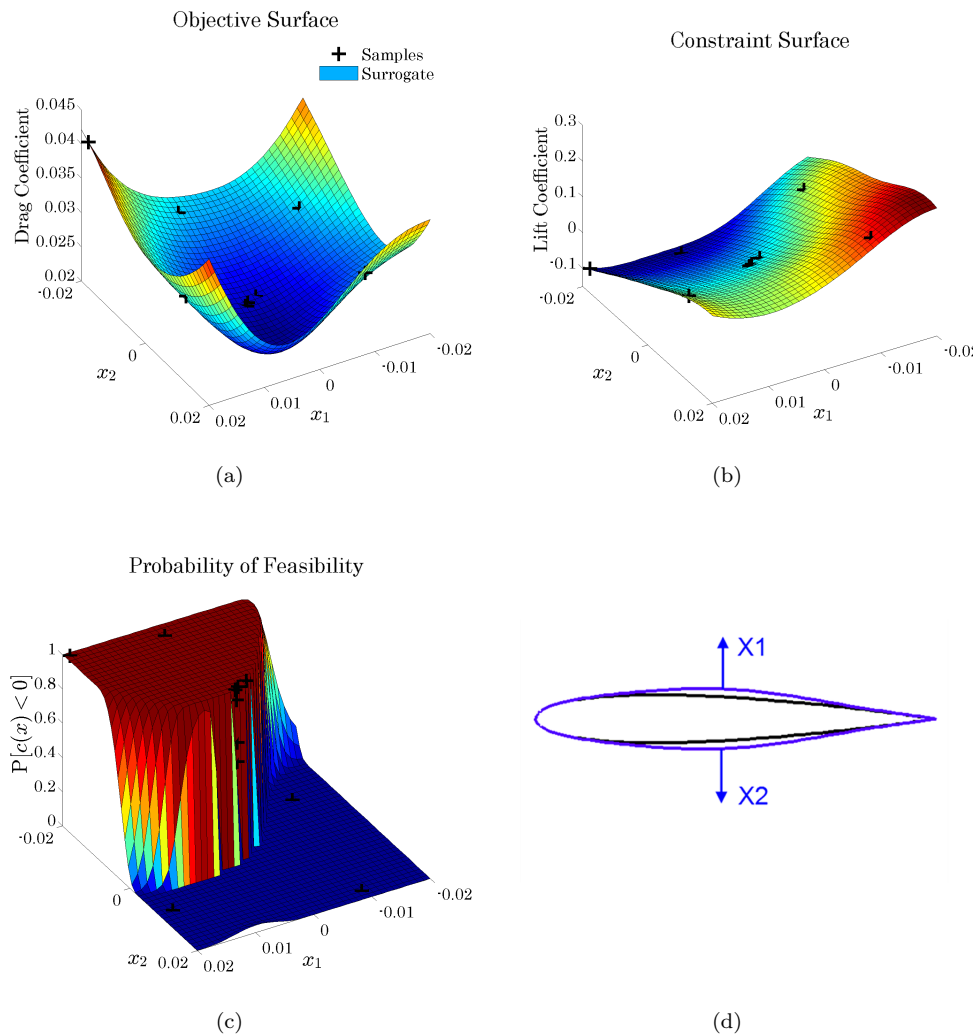 Objective Surface
Samples
Surrogate
Drag Coefficient
0.045
0.04
0.035
0.03
0.025
0.02
-0.02
0
0.02
x₂
0.02
0.01
0
-0.01
-0.02
x₁
(a)
Constraint Surface
Lift Coefficient
0.3
0.2
0.1
0
-0.1
-0.02
0
0.02
x₂
0.02
0.01
0
-0.01
-0.02
x₁
(b)
Probability of Feasibility
P[c(x) < 0]
1
0.8
0.6
0.4
0.2
0
-0.02
0
0.02
x₂
0.02
0.01
0
-0.01
-0.02
x₁
(c)
X1
X2
(d)